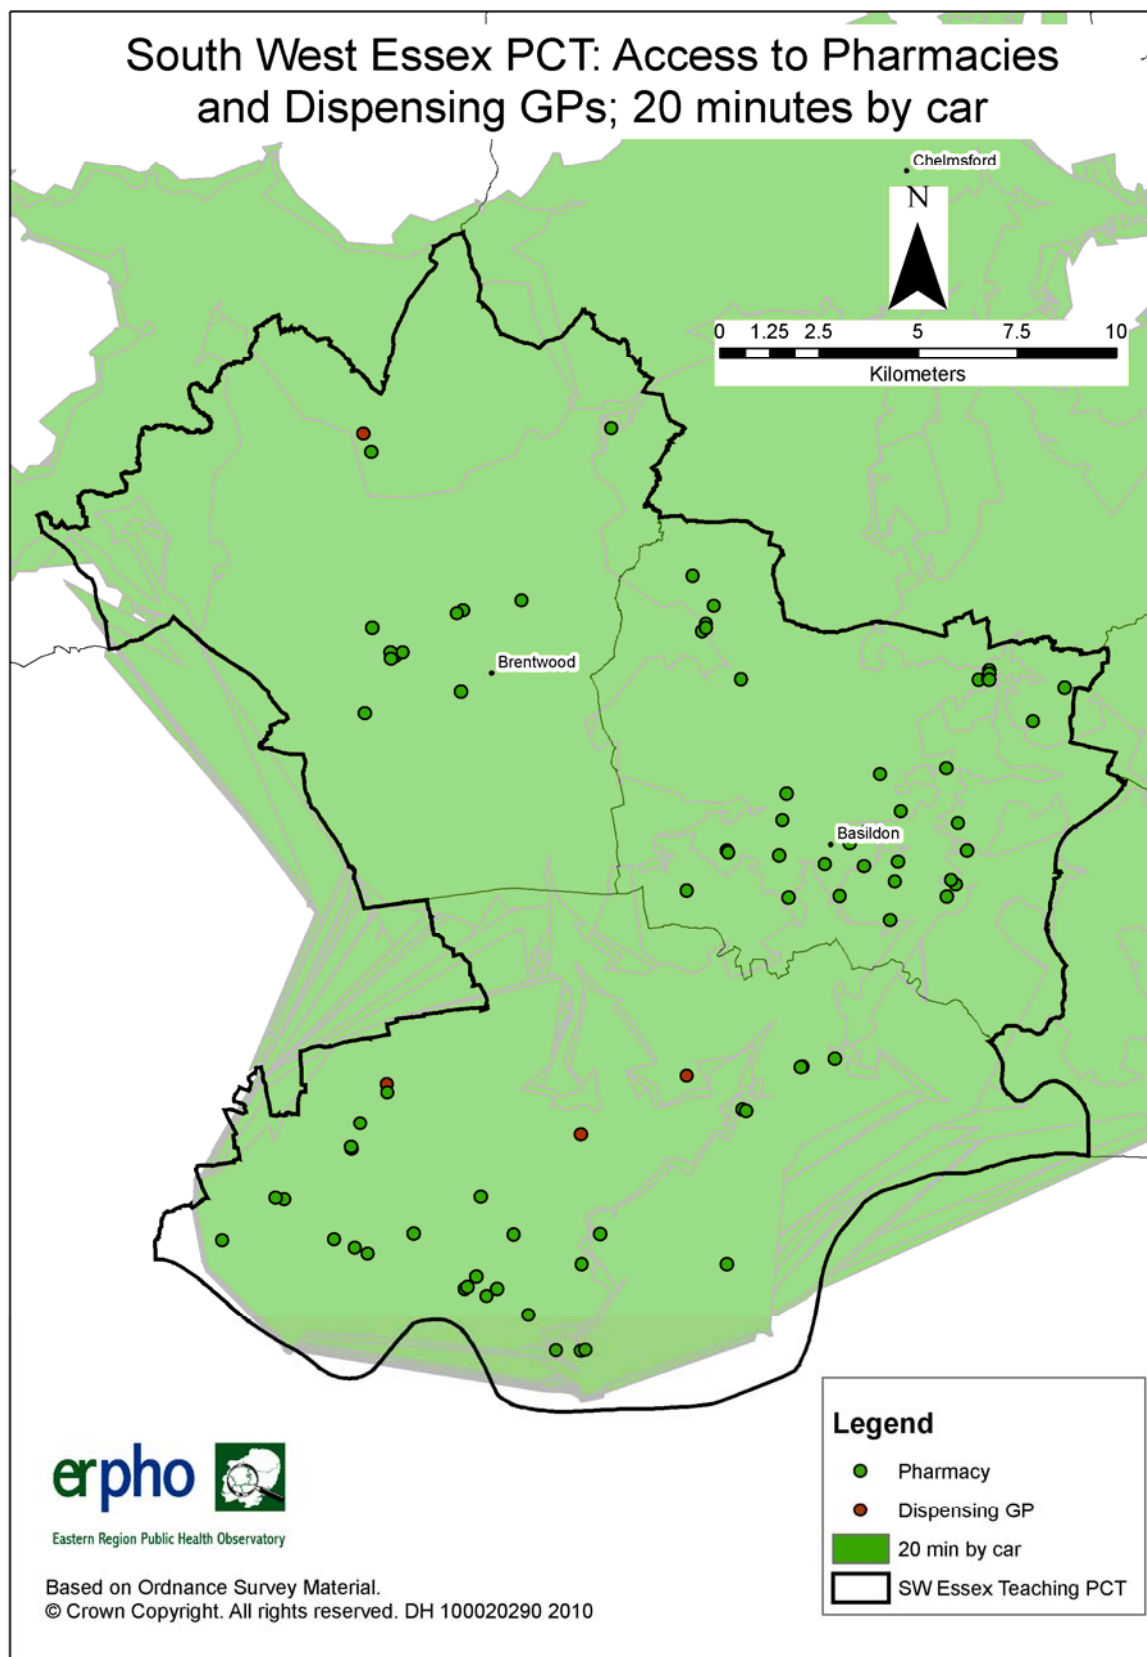 South West Essex PCT: Access to Pharmacies
and Dispensing GPs; 20 minutes by car
Chelmsford
N
0 1.25 2.5 5 7.5 10
Kilometers
Brentwood
Basildon
Legend
Pharmacy
Dispensing GP
20 min by car
SW Essex Teaching PCT
erpho
Eastern Region Public Health Observatory
Based on Ordnance Survey Material.
© Crown Copyright. All rights reserved. DH 100020290 2010